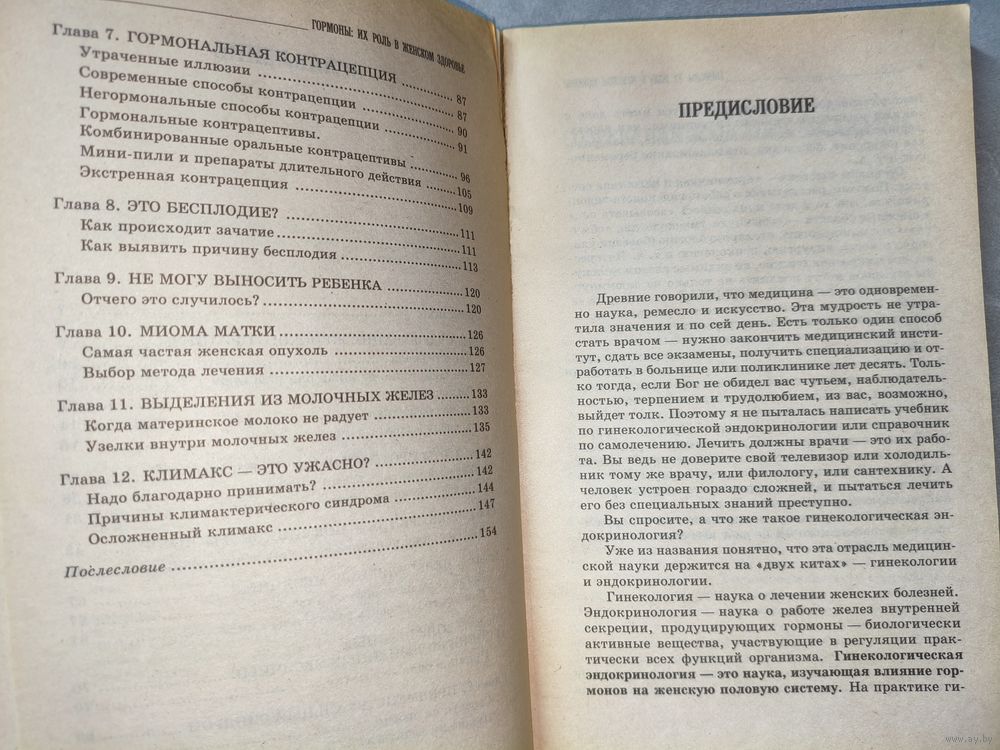 ГОРМОНЫ: ИХ РОЛЬ В ЖЕНСКОМ ЗДОРОВЬЕ
Глава 7. ГОРМОНАЛЬНАЯ КОНТРАЦЕПЦИЯ ........ 87
Утраченные иллюзии ........ 87
Современные способы контрацепции ........ 90
Негормональные способы контрацепции ........ 91
Гормональные контрацептивы.
Комбинированные оральные контрацептивы ........ 96
Мини-пили и препараты длительного действия ........ 105
Экстренная контрацепция ........ 109
Глава 8. ЭТО БЕСПЛОДИЕ? ........ 111
Как происходит зачатие ........ 111
Как выявить причину бесплодия ........ 113
Глава 9. НЕ МОГУ ВЫНОСИТЬ РЕБЕНКА ........ 120
Отчего это случилось? ........ 120
Глава 10. МИОМА МАТКИ ........ 126
Самая частая женская опухоль ........ 126
Выбор метода лечения ........ 127
Глава 11. ВЫДЕЛЕНИЯ ИЗ МОЛОЧНЫХ ЖЕЛЕЗ ........ 133
Когда материнское молоко не радует ........ 133
Узелки внутри молочных желез ........ 135
Глава 12. КЛИМАКС — ЭТО УЖАСНО? ........ 142
Надо благодарно принимать? ........ 142
Причины климактерического синдрома ........ 144
Осложненный климакс ........ 147
Послесловие ........ 154
ПРЕДИСЛОВИЕ
Древние говорили, что медицина — это одновремен-
но наука, ремесло и искусство. Эта мудрость не утра-
тила значения и по сей день. Есть только один способ
стать врачом — нужно закончить медицинский инсти-
тут, сдать все экзамены, получить специализацию и от-
работать в больнице или поликлинике лет десять. Толь-
ко тогда, если Бог не обидел вас чутьем, наблюдатель-
ностью, терпением и трудолюбием, из вас, возможно,
выйдет толк. Поэтому я не пыталась написать учебник
по гинекологической эндокринологии или справочник
по самолечению. Лечить должны врачи — это их рабо-
та. Вы ведь не доверите свой телевизор или холодиль-
ник тому же врачу, или филологу, или сантехнику. А
человек устроен гораздо сложней, и пытаться лечить
его без специальных знаний преступно.
Вы спросите, а что же такое гинекологическая эн-
докринология?
Уже из названия понятно, что эта отрасль медицин-
ской науки держится на «двух китах» — гинекологии
и эндокринологии.
Гинекология — наука о лечении женских болезней.
Эндокринология — наука о работе желез внутренней
секреции, продуцирующих гормоны — биологически
активные вещества, участвующие в регуляции прак-
тически всех функций организма. Гинекологическая
эндокринология — это наука, изучающая влияние гор-
монов на женскую половую систему. На практике ги-
www.ay.by